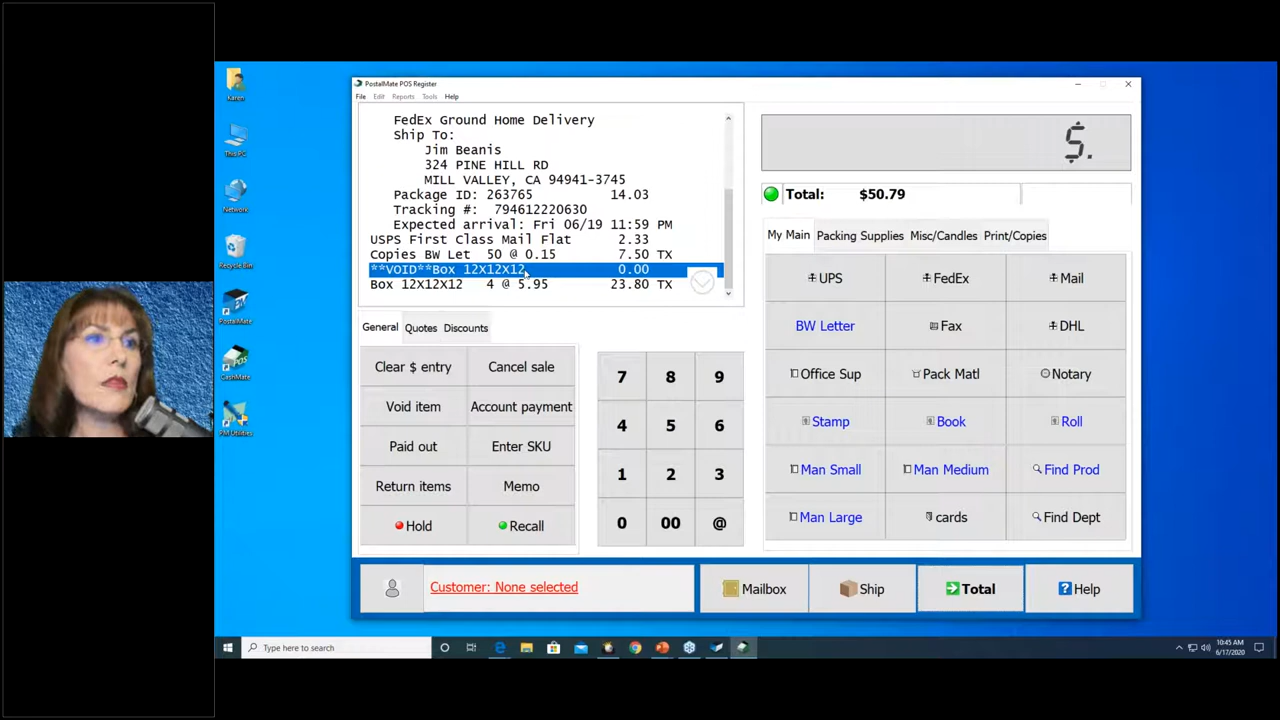 PostalMate POS Register
File Edit Reports Tools Help
Karen
This PC
Network
Recycle Bin
PostalMate
CashMate
FedEx Ground Home Delivery
Ship To:
Jim Beanis
324 PINE HILL RD
MILL VALLEY, CA 94941-3745
Package ID: 263765 14.03
Tracking #: 794612220630
Expected arrival: Fri 06/19 11:59 PM
USPS First Class Mail Flat 2.33
Copies BW Let 50 @ 0.15 7.50 TX
**VOID**Box 12X12X12 0.00
Box 12X12X12 4 @ 5.95 23.80 TX
$.
Total: $50.79
General Quotes Discounts
Clear $ entry Cancel sale
Void item Account payment
Paid out Enter SKU
Return items Memo
Hold Recall
7 8 9
4 5 6
1 2 3
0 00 @
My Main Packing Supplies Misc/Candles Print/Copies
UPS FedEx Mail
BW Letter Fax DHL
Office Sup Pack Matl Notary
Stamp Book Roll
Man Small Man Medium Find Prod
Man Large cards Find Dept
Customer: None selected
Mailbox Ship Total Help
Type here to search
10:45 AM
6/17/2020